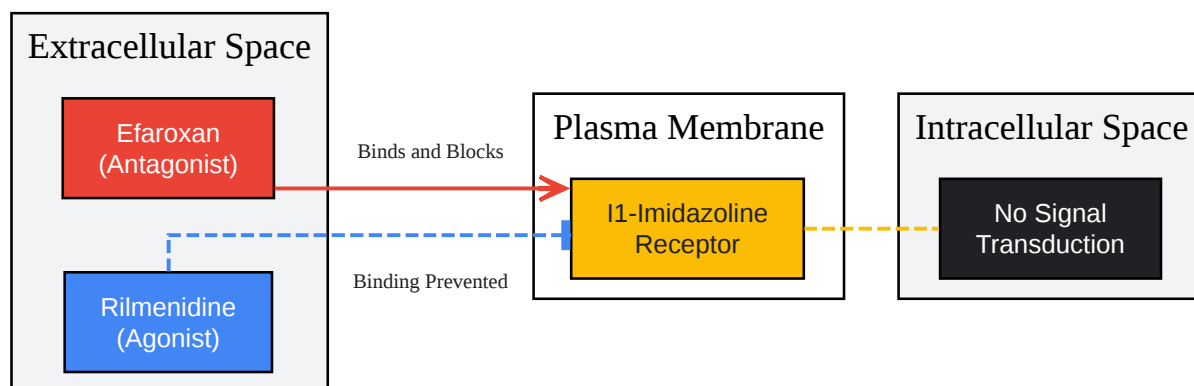 Extracellular Space
Efaroxan
(Antagonist)
Binds and Blocks
Plasma Membrane
I1-Imidazoline
Receptor
Intracellular Space
No Signal
Transduction
Binding Prevented
Rilmenidine
(Agonist)